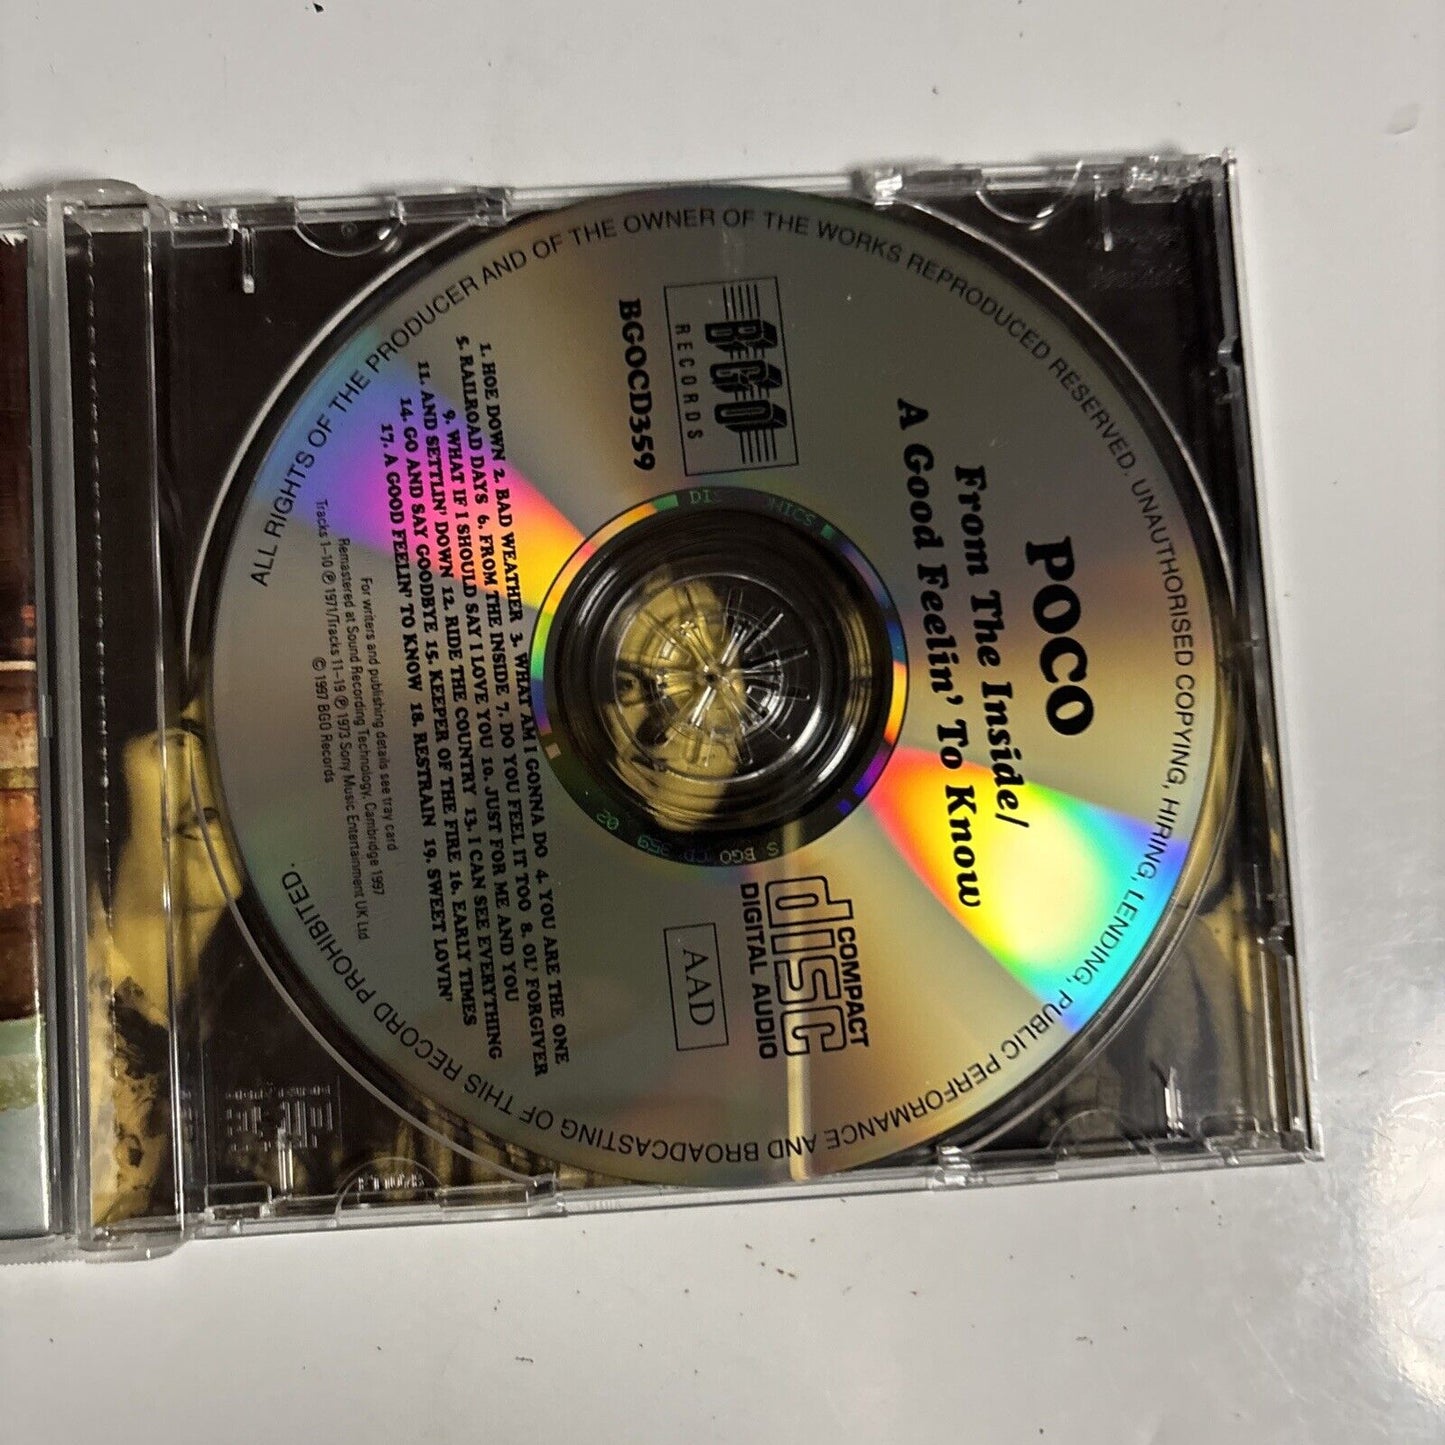 POCO
From The Inside/
A Good Feelin' To Know
BGO
RECORDS
BGOCD359
COMPACT
disc
DIGITAL AUDIO
AAD
1. HOE DOWN 2. BAD WEATHER 3. WHAT AM I GONNA DO 4. YOU ARE THE ONE
5. RAILROAD DAYS 6. FROM THE INSIDE 7. DO YOU FEEL IT TOO 8. OL' FORGIVER
9. WHAT IF I SHOULD SAY I LOVE YOU 10. JUST FOR ME AND YOU
11. AND SETTLIN' DOWN 12. RIDE THE COUNTRY 13. I CAN SEE EVERYTHING
14. GO AND SAY GOODBYE 15. KEEPER OF THE FIRE 16. EARLY TIMES
17. A GOOD FEELIN' TO KNOW 18. RESTRAIN 19. SWEET LOVIN'
For writers and publishing details see tray card
Remastered at Sound Recording Technology, Cambridge 1997
Tracks 1-10 ℗ 1971/Tracks 11-19 ℗ 1973 Sony Music Entertainment UK Ltd
© 1997 BGO Records
ALL RIGHTS OF THE PRODUCER AND OF THE OWNER OF THE WORKS REPRODUCED RESERVED. UNAUTHORISED COPYING, HIRING, LENDING, PUBLIC PERFORMANCE AND BROADCASTING OF THIS RECORD PROHIBITED.
S BGO CD 359 02